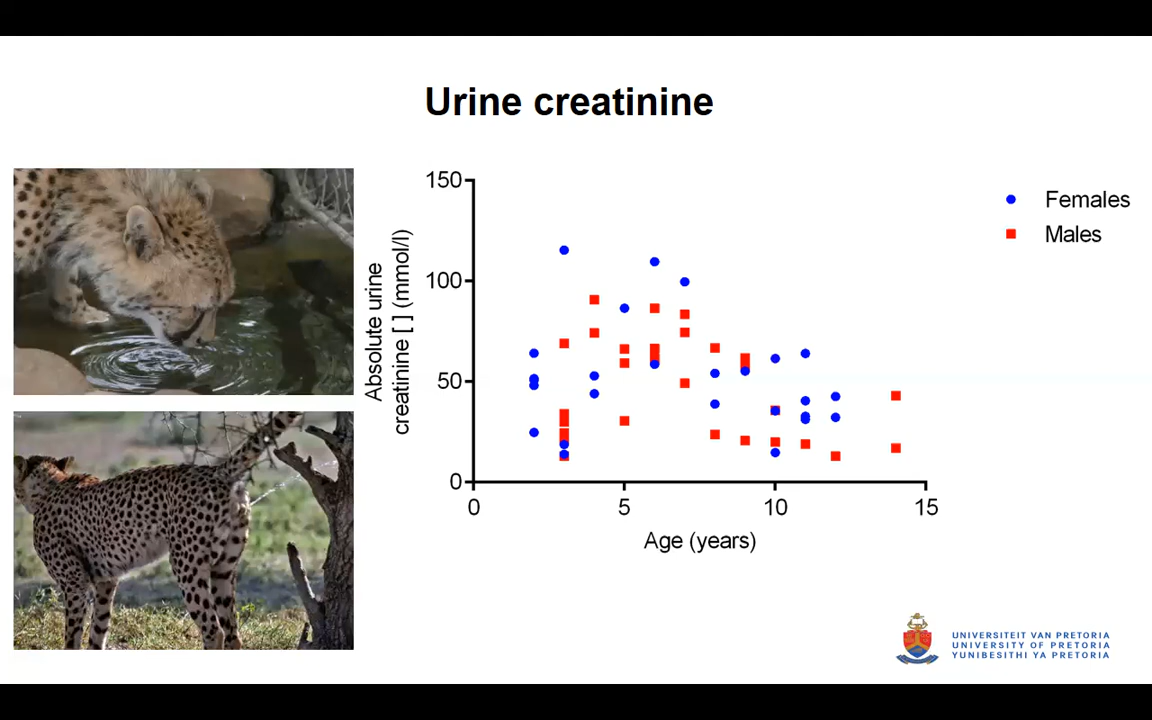 Urine creatinine
150
100
50
0
Absolute urine
creatinine [ ] (mmol/l)
0 5 10 15
Age (years)
Females
Males
UNIVERSITEIT VAN PRETORIA
UNIVERSITY OF PRETORIA
YUNIBESITHI YA PRETORIA